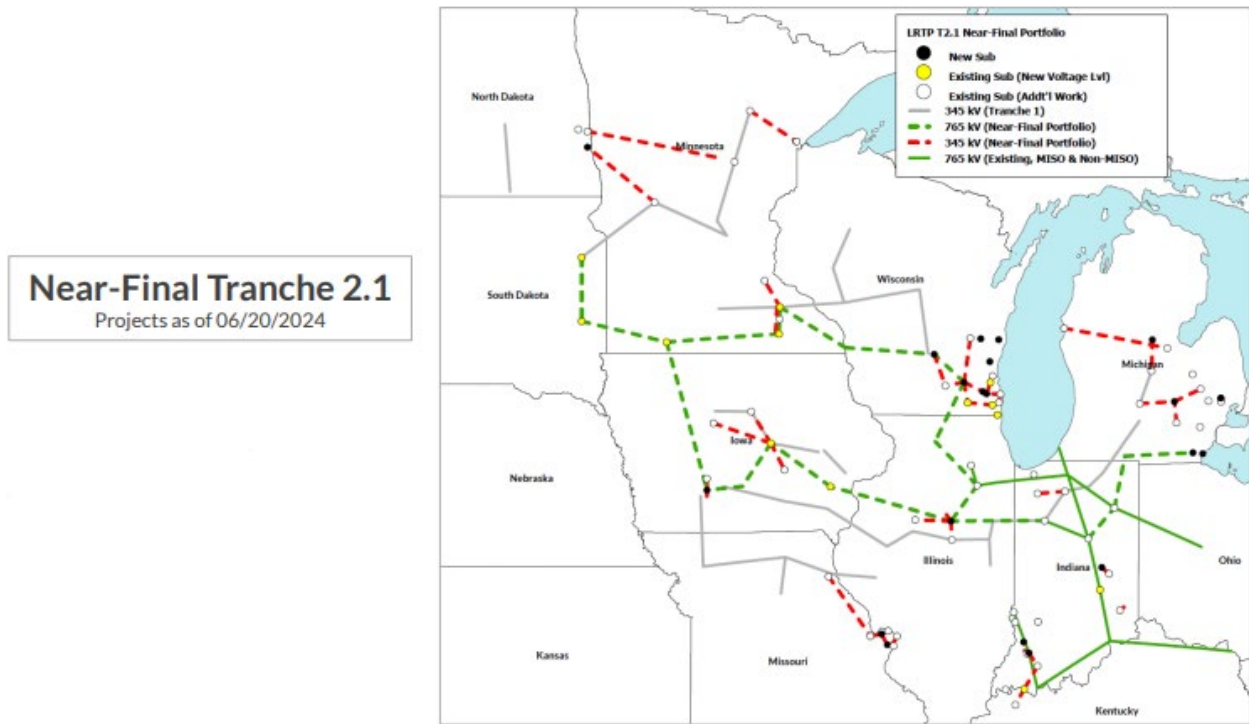 Near-Final Tranche 2.1
Projects as of 06/20/2024
LRTP T2.1 Near-Final Portfolio
New Sub
Existing Sub (New Voltage Lvl)
Existing Sub (Addt'l Work)
345 kV (Tranche 1)
765 kV (Near-Final Portfolio)
345 kV (Near-Final Portfolio)
765 kV (Existing, MISO & Non-MISO)
North Dakota
Minnesota
Wisconsin
South Dakota
Michigan
Iowa
Nebraska
Illinois
Indiana
Ohio
Kansas
Missouri
Kentucky